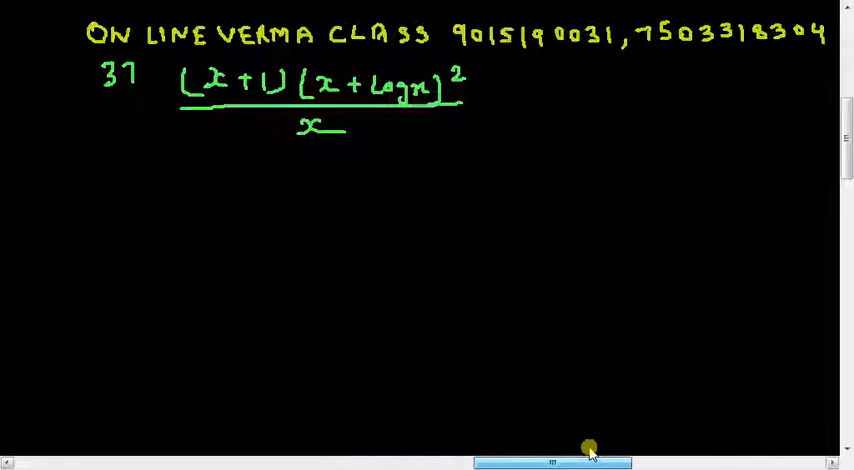 ON LINE VERMA CLASS 9015190031, 7503318304
37 (x+1)(x+logx)²
x